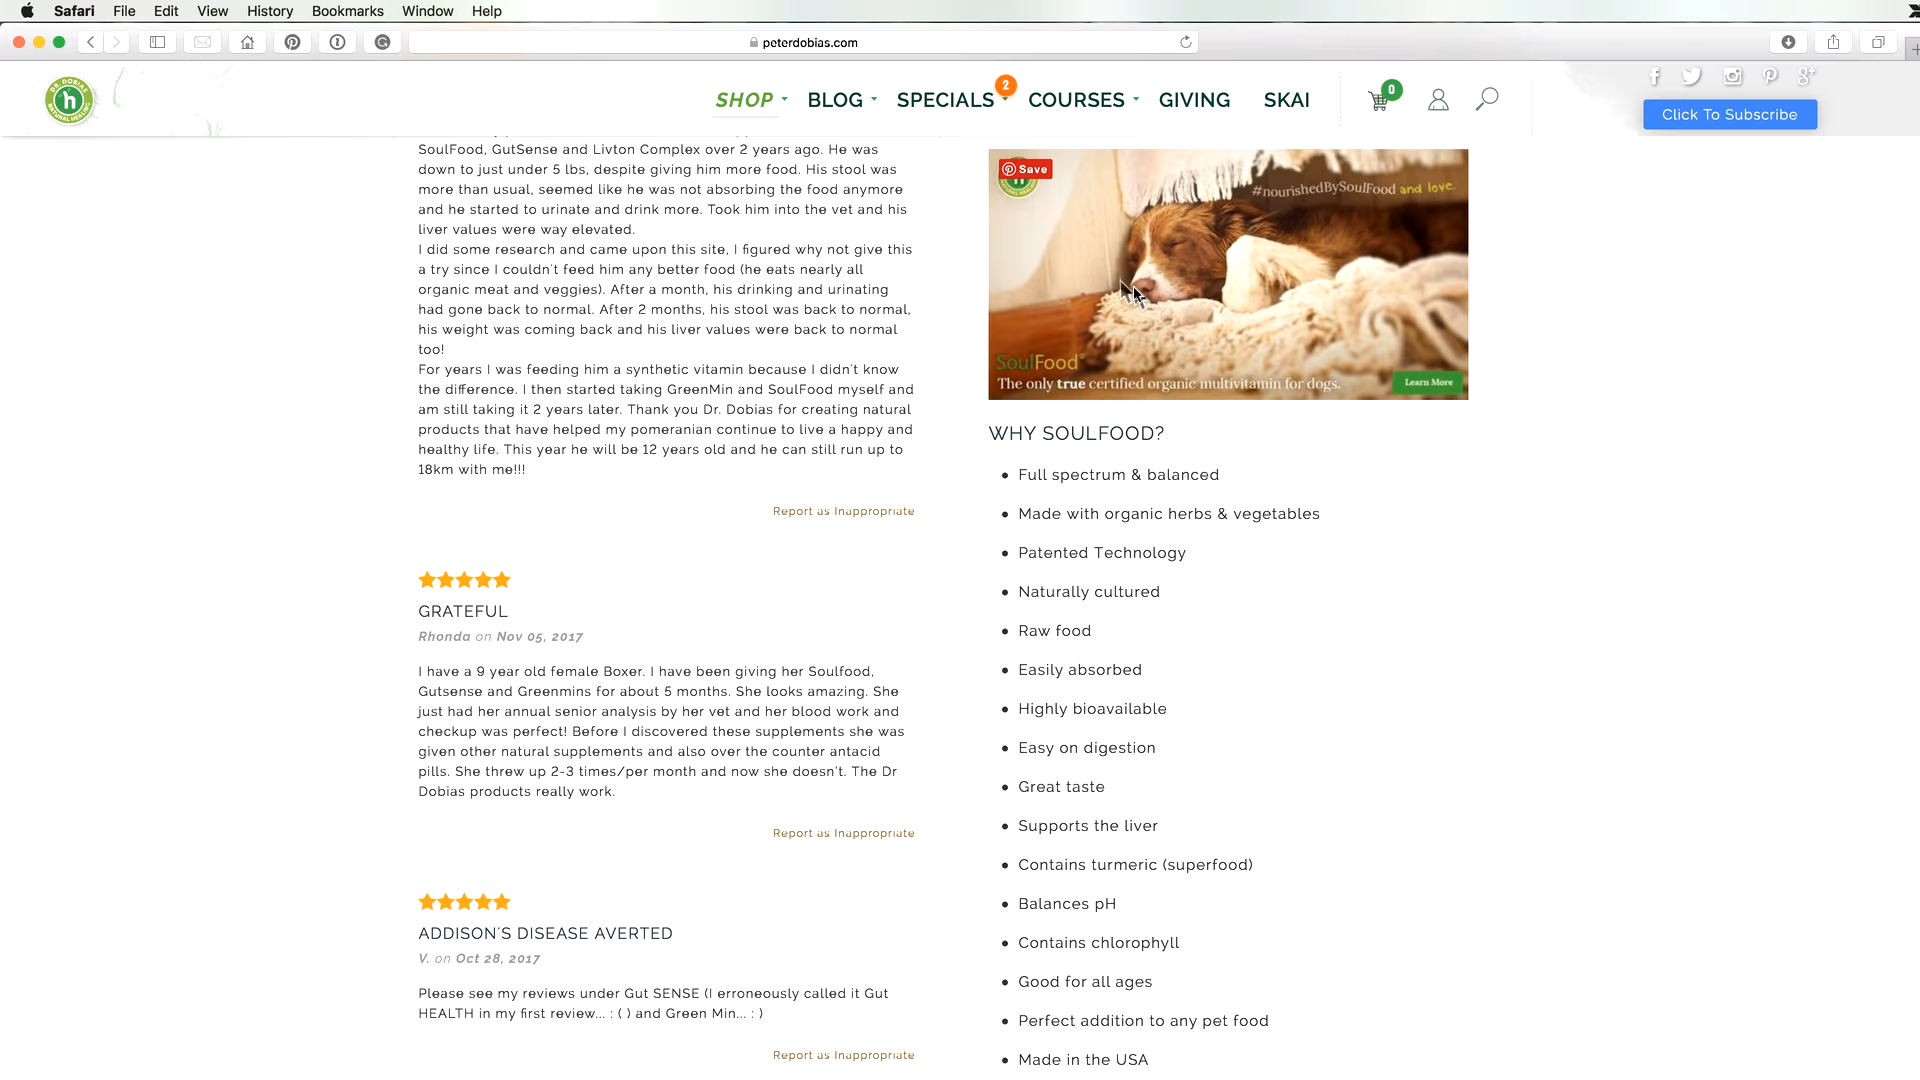 Safari File Edit View History Bookmarks Window Help
peterdobias.com
SHOP BLOG SPECIALS 2 COURSES GIVING SKAI 0
Click To Subscribe
SoulFood, GutSense and Livton Complex over 2 years ago. He was
down to just under 5 lbs, despite giving him more food. His stool was
more than usual, seemed like he was not absorbing the food anymore
and he started to urinate and drink more. Took him into the vet and his
liver values were way elevated.
I did some research and came upon this site, I figured why not give this
a try since I couldn't feed him any better food (he eats nearly all
organic meat and veggies). After a month, his drinking and urinating
had gone back to normal. After 2 months, his stool was back to normal,
his weight was coming back and his liver values were back to normal
too!
For years I was feeding him a synthetic vitamin because I didn't know
the difference. I then started taking GreenMin and SoulFood myself and
am still taking it 2 years later. Thank you Dr. Dobias for creating natural
products that have helped my pomeranian continue to live a happy and
healthy life. This year he will be 12 years old and he can still run up to
18km with me!!!
Report as Inappropriate
GRATEFUL
Rhonda on Nov 05, 2017
I have a 9 year old female Boxer. I have been giving her Soulfood,
Gutsense and Greenmins for about 5 months. She looks amazing. She
just had her annual senior analysis by her vet and her blood work and
checkup was perfect! Before I discovered these supplements she was
given other natural supplements and also over the counter antacid
pills. She threw up 2-3 times/per month and now she doesn't. The Dr
Dobias products really work.
Report as Inappropriate
ADDISON'S DISEASE AVERTED
V. on Oct 28, 2017
Please see my reviews under Gut SENSE (I erroneously called it Gut
HEALTH in my first review... : ( ) and Green Min... : )
Report as Inappropriate
Save
#nourishedBySoulFood and love.
SoulFood®
The only true certified organic multivitamin for dogs.
Learn More
WHY SOULFOOD?
• Full spectrum & balanced
• Made with organic herbs & vegetables
• Patented Technology
• Naturally cultured
• Raw food
• Easily absorbed
• Highly bioavailable
• Easy on digestion
• Great taste
• Supports the liver
• Contains turmeric (superfood)
• Balances pH
• Contains chlorophyll
• Good for all ages
• Perfect addition to any pet food
• Made in the USA